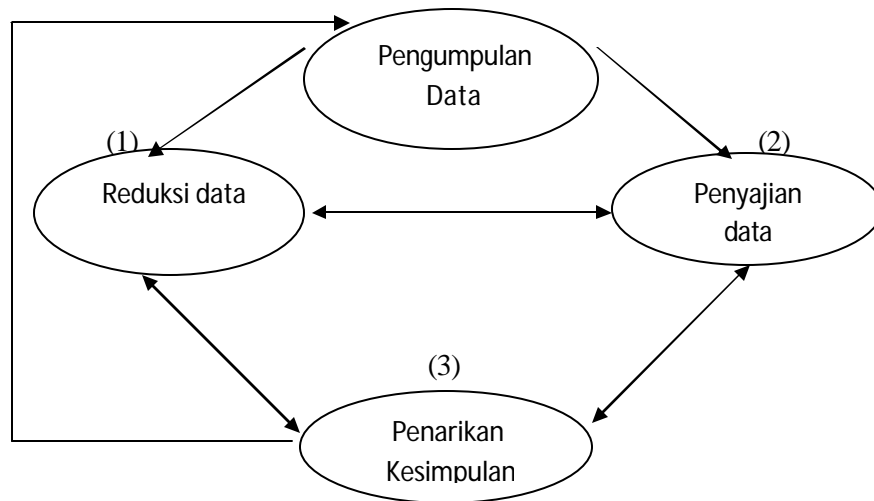 Pengumpulan
Data
(1)
Reduksi data
(2)
Penyajian
data
(3)
Penarikan
Kesimpulan